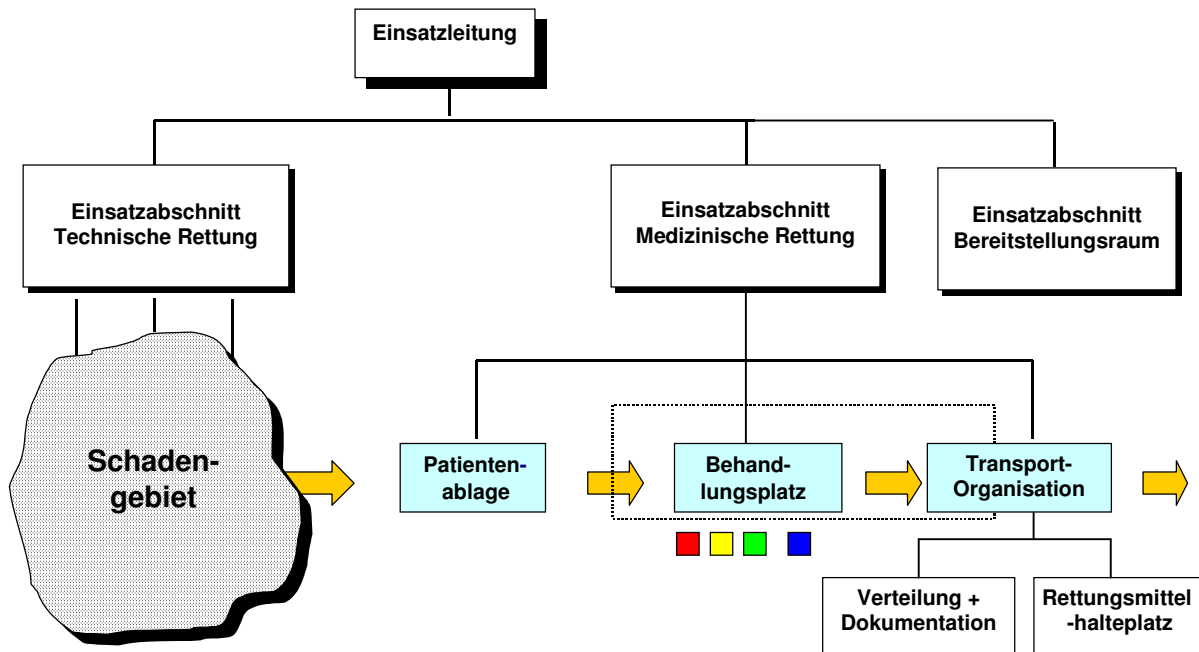 Einsatzleitung
Einsatzabschnitt
Technische Rettung
Einsatzabschnitt
Medizinische Rettung
Einsatzabschnitt
Bereitstellungsraum
Schaden-
gebiet
Patienten-
ablage
Behand-
lungsplatz
Transport-
Organisation
Verteilung +
Dokumentation
Rettungsmittel
-halteplatz